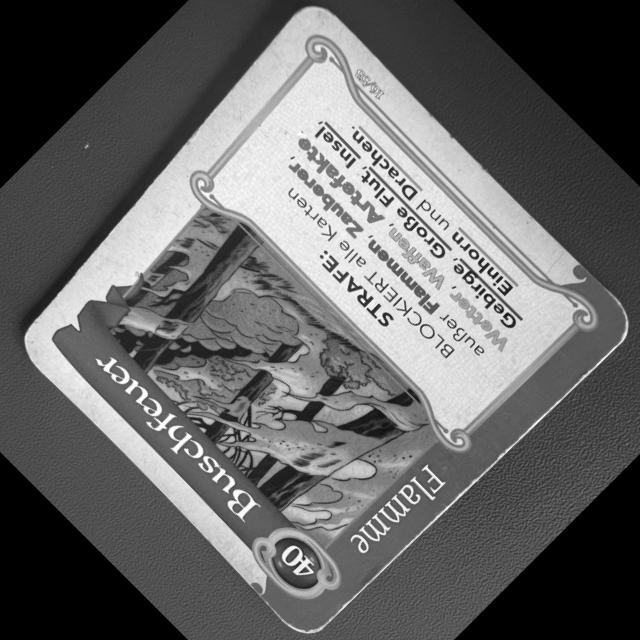 40
Buschfeuer
Flamme
STRAFE:
BLOCKIERT alle Karten
außer Flammen, Zauberer,
Wetter, Waffen, Artefakte
Gebirge, Große Flut, Insel,
Einhorn und Drachen.